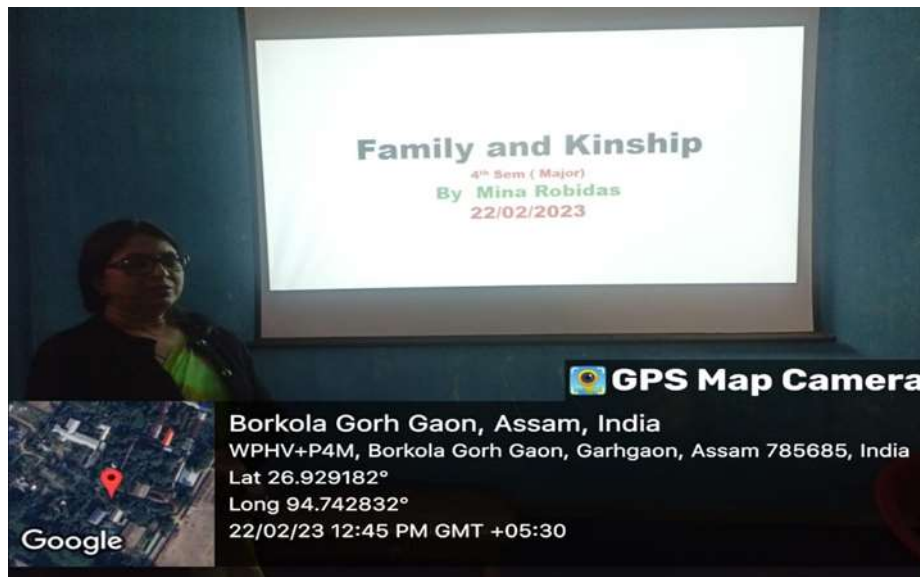 Family and Kinship
4th Sem ( Major)
By Mina Robidas
22/02/2023
GPS Map Camera
Borkola Gorh Gaon, Assam, India
WPHV+P4M, Borkola Gorh Gaon, Garhgaon, Assam 785685, India
Lat 26.929182°
Long 94.742832°
22/02/23 12:45 PM GMT +05:30
Google